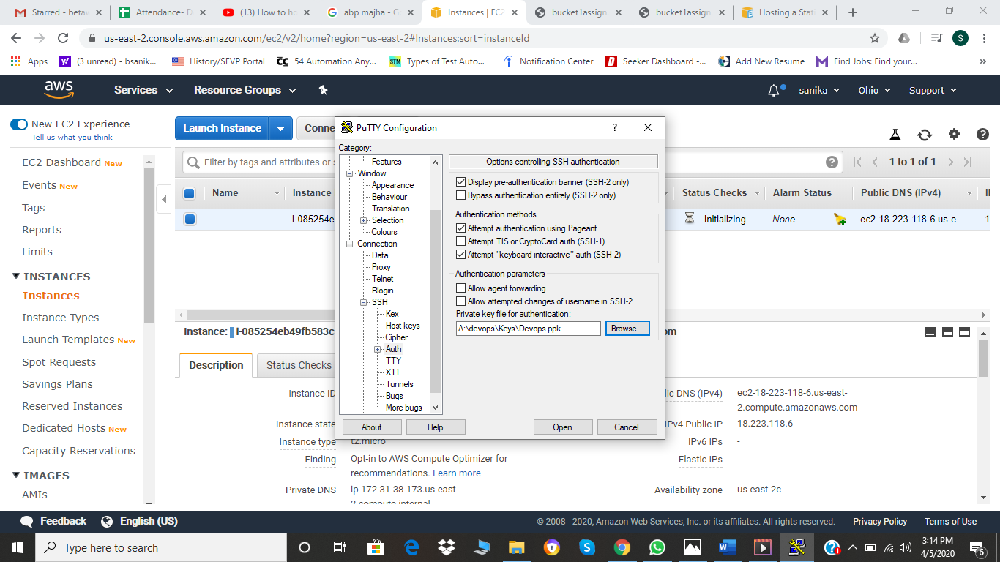 Starred - betaw
Attendance- D
(13) How to ho
abp majha - G
Instances | EC2
bucket1assign
bucket1assign
Hosting a Stati
us-east-2.console.aws.amazon.com/ec2/v2/home?region=us-east-2#Instances:sort=instanceId
S
Apps
(3 unread) - bsanik...
History/SEVP Portal
CC 54 Automation Any...
STM Types of Test Auto...
Notification Center
Seeker Dashboard -...
Add New Resume
Find Jobs: Find your...
aws
Services
Resource Groups
sanika
Ohio
Support
New EC2 Experience
Tell us what you think
EC2 Dashboard New
Events New
Tags
Reports
Limits
INSTANCES
Instances
Instance Types
Launch Templates New
Spot Requests
Savings Plans
Reserved Instances
Dedicated Hosts New
Capacity Reservations
IMAGES
AMIs
Launch Instance
Conne
Filter by tags and attributes or s
1 to 1 of 1
Name
Instance I
Status Checks
Alarm Status
Public DNS (IPv4)
i-085254e
Initializing
None
ec2-18-223-118-6.us-e...
1
PuTTY Configuration
?
Category:
Features
Window
Appearance
Behaviour
Translation
Selection
Colours
Connection
Data
Proxy
Telnet
Rlogin
SSH
Kex
Host keys
Cipher
Auth
TTY
X11
Tunnels
Bugs
More bugs
Options controlling SSH authentication
Display pre-authentication banner (SSH-2 only)
Bypass authentication entirely (SSH-2 only)
Authentication methods
Attempt authentication using Pageant
Attempt TIS or CryptoCard auth (SSH-1)
Attempt "keyboard-interactive" auth (SSH-2)
Authentication parameters
Allow agent forwarding
Allow attempted changes of username in SSH-2
Private key file for authentication:
A:\devops\Keys\Devops.ppk
Browse...
About
Help
Open
Cancel
Instance: i-085254eb49fb583c
om
Description
Status Checks
Instance ID
lic DNS (IPv4)
ec2-18-223-118-6.us-east-
2.compute.amazonaws.com
Instance state
IPv4 Public IP
18.223.118.6
Instance type
t2.micro
IPv6 IPs
-
Finding
Opt-in to AWS Compute Optimizer for
recommendations. Learn more
Elastic IPs
Private DNS
ip-172-31-38-173.us-east-
2.compute.internal
Availability zone
us-east-2c
Feedback
English (US)
© 2008 - 2020, Amazon Web Services, Inc. or its affiliates. All rights reserved.
Privacy Policy
Terms of Use
Type here to search
3:14 PM
4/5/2020
6